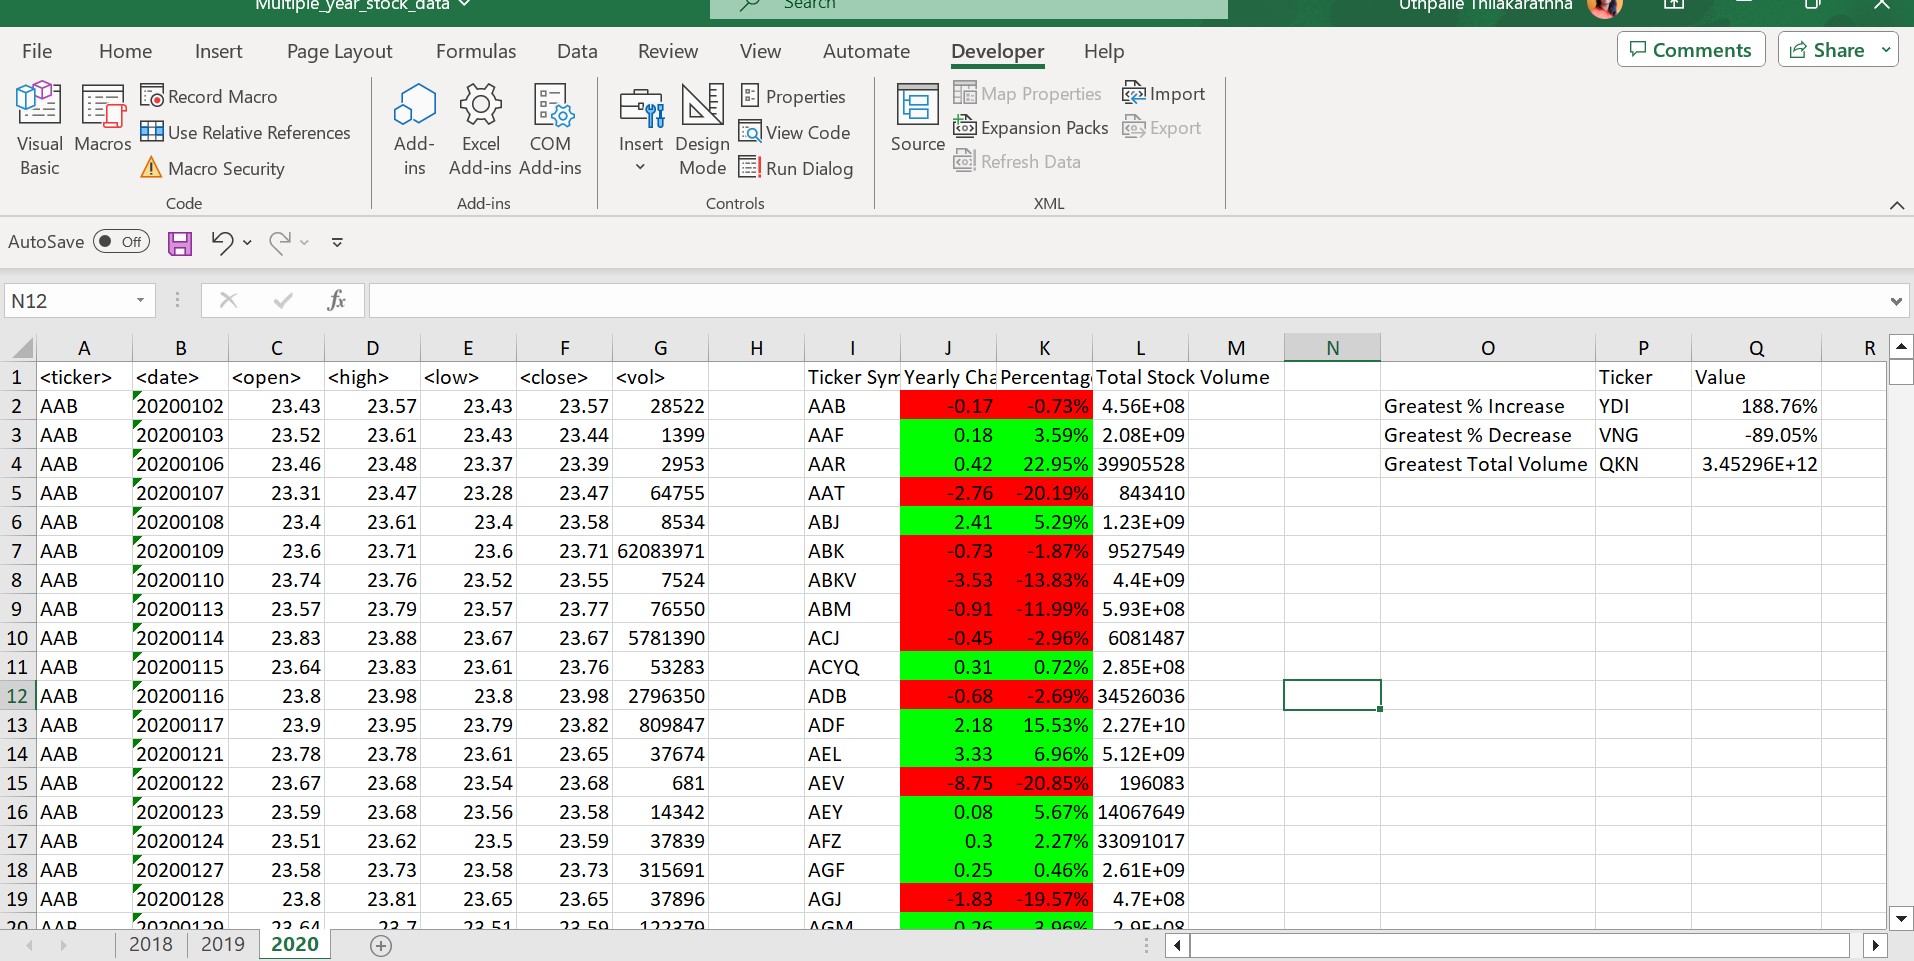 Multiple_year_stock_data Search Uthpalie Thilakarathna
File Home Insert Page Layout Formulas Data Review View Automate Developer Help Comments Share
Visual Basic Macros Record Macro Use Relative References Macro Security Code
Add-ins Excel Add-ins COM Add-ins Add-ins
Insert Design Mode Properties View Code Run Dialog Controls
Source Map Properties Expansion Packs Refresh Data Import Export XML
AutoSave Off
N12 fx
A B C D E F G H I J K L M N O P Q R
1 <ticker> <date> <open> <high> <low> <close> <vol> Ticker Sym Yearly Cha Percentag Total Stock Volume Ticker Value
2 AAB 20200102 23.43 23.57 23.43 23.57 28522 AAB -0.17 -0.73% 4.56E+08 Greatest % Increase YDI 188.76%
3 AAB 20200103 23.52 23.61 23.43 23.44 1399 AAF 0.18 3.59% 2.08E+09 Greatest % Decrease VNG -89.05%
4 AAB 20200106 23.46 23.48 23.37 23.39 2953 AAR 0.42 22.95% 39905528 Greatest Total Volume QKN 3.45296E+12
5 AAB 20200107 23.31 23.47 23.28 23.47 64755 AAT -2.76 -20.19% 843410
6 AAB 20200108 23.4 23.61 23.4 23.58 8534 ABJ 2.41 5.29% 1.23E+09
7 AAB 20200109 23.6 23.71 23.6 23.71 62083971 ABK -0.73 -1.87% 9527549
8 AAB 20200110 23.74 23.76 23.52 23.55 7524 ABKV -3.53 -13.83% 4.4E+09
9 AAB 20200113 23.57 23.79 23.57 23.77 76550 ABM -0.91 -11.99% 5.93E+08
10 AAB 20200114 23.83 23.88 23.67 23.67 5781390 ACJ -0.45 -2.96% 6081487
11 AAB 20200115 23.64 23.83 23.61 23.76 53283 ACYQ 0.31 0.72% 2.85E+08
12 AAB 20200116 23.8 23.98 23.8 23.98 2796350 ADB -0.68 -2.69% 34526036
13 AAB 20200117 23.9 23.95 23.79 23.82 809847 ADF 2.18 15.53% 2.27E+10
14 AAB 20200121 23.78 23.78 23.61 23.65 37674 AEL 3.33 6.96% 5.12E+09
15 AAB 20200122 23.67 23.68 23.54 23.68 681 AEV -8.75 -20.85% 196083
16 AAB 20200123 23.59 23.68 23.56 23.58 14342 AEY 0.08 5.67% 14067649
17 AAB 20200124 23.51 23.62 23.5 23.59 37839 AFZ 0.3 2.27% 33091017
18 AAB 20200127 23.58 23.73 23.58 23.73 315691 AGF 0.25 0.46% 2.61E+09
19 AAB 20200128 23.8 23.81 23.65 23.65 37896 AGJ -1.83 -19.57% 4.7E+08
20 AAB 20200129 23.64 23.7 23.51 23.59 122379 AGM 0.26 3.96% 2.9E+08
2018 2019 2020